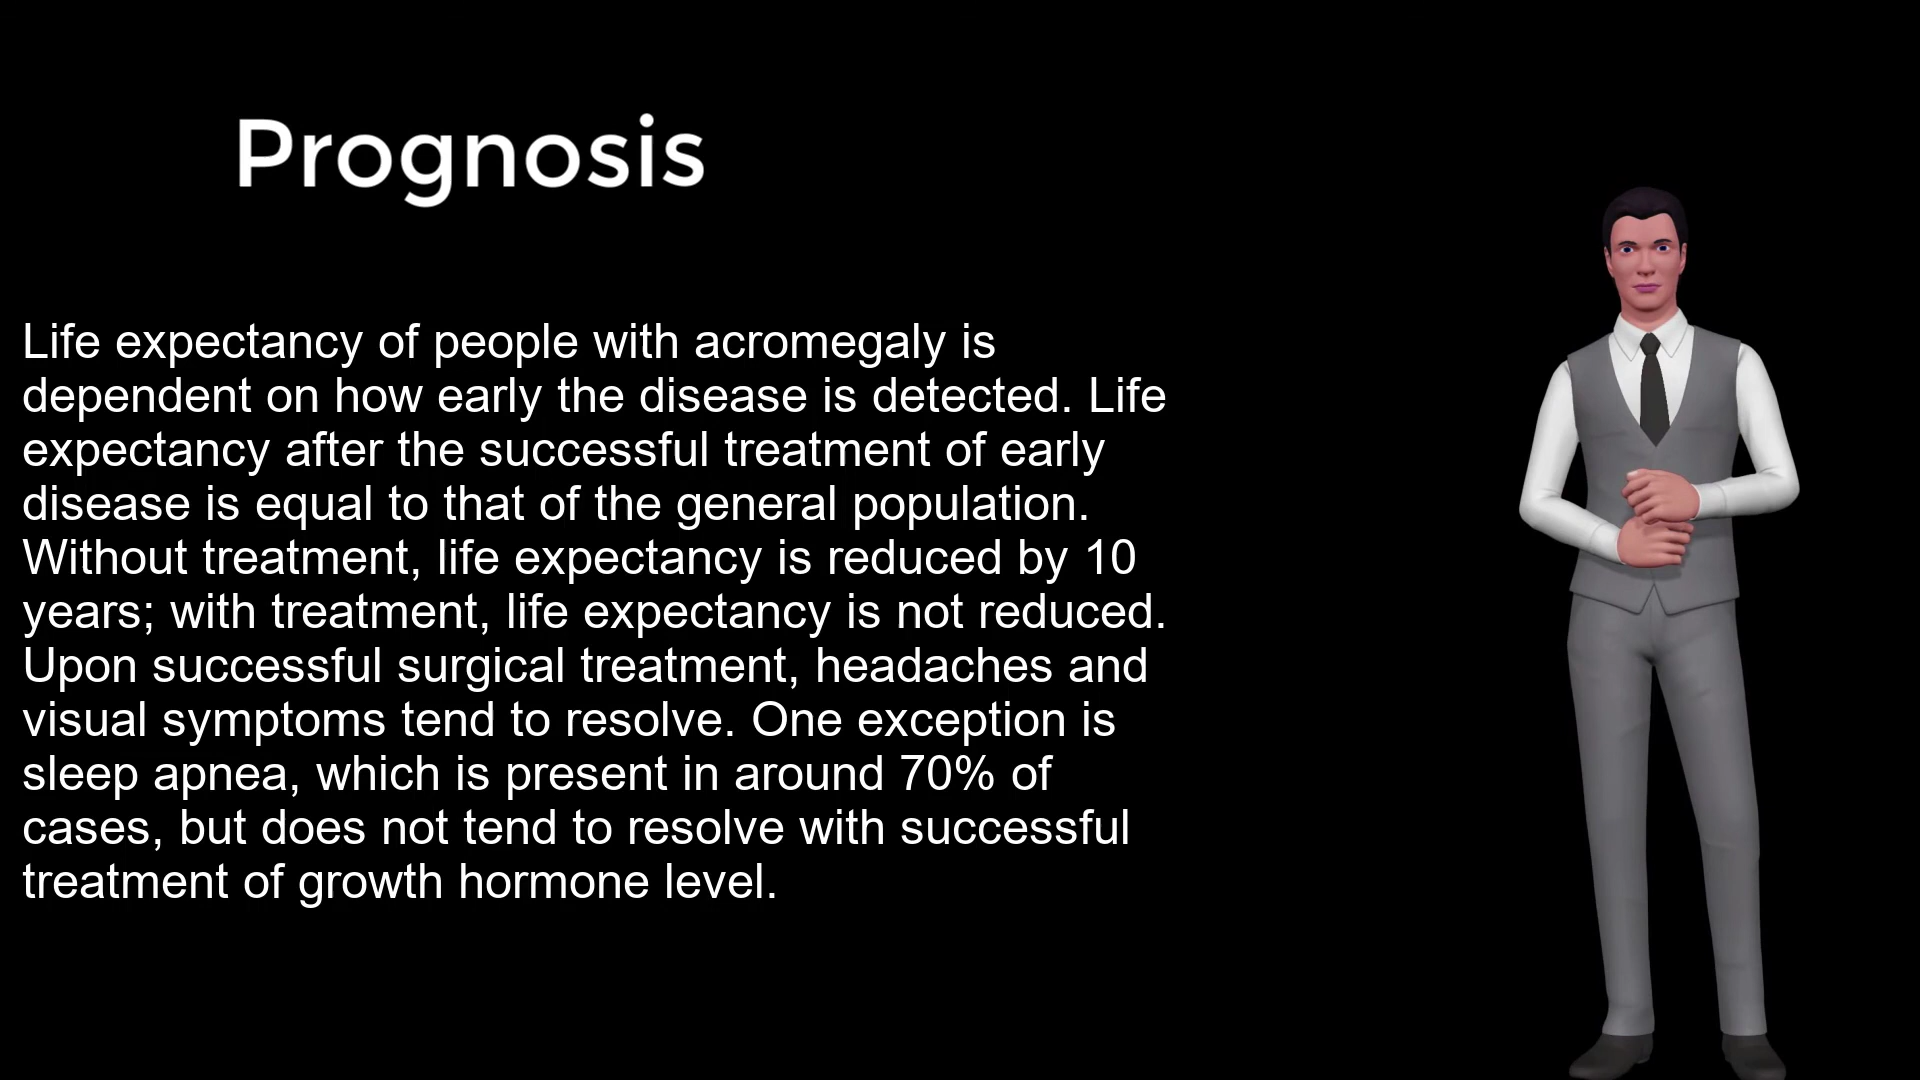 Prognosis
Life expectancy of people with acromegaly is
dependent on how early the disease is detected. Life
expectancy after the successful treatment of early
disease is equal to that of the general population.
Without treatment, life expectancy is reduced by 10
years; with treatment, life expectancy is not reduced.
Upon successful surgical treatment, headaches and
visual symptoms tend to resolve. One exception is
sleep apnea, which is present in around 70% of
cases, but does not tend to resolve with successful
treatment of growth hormone level.